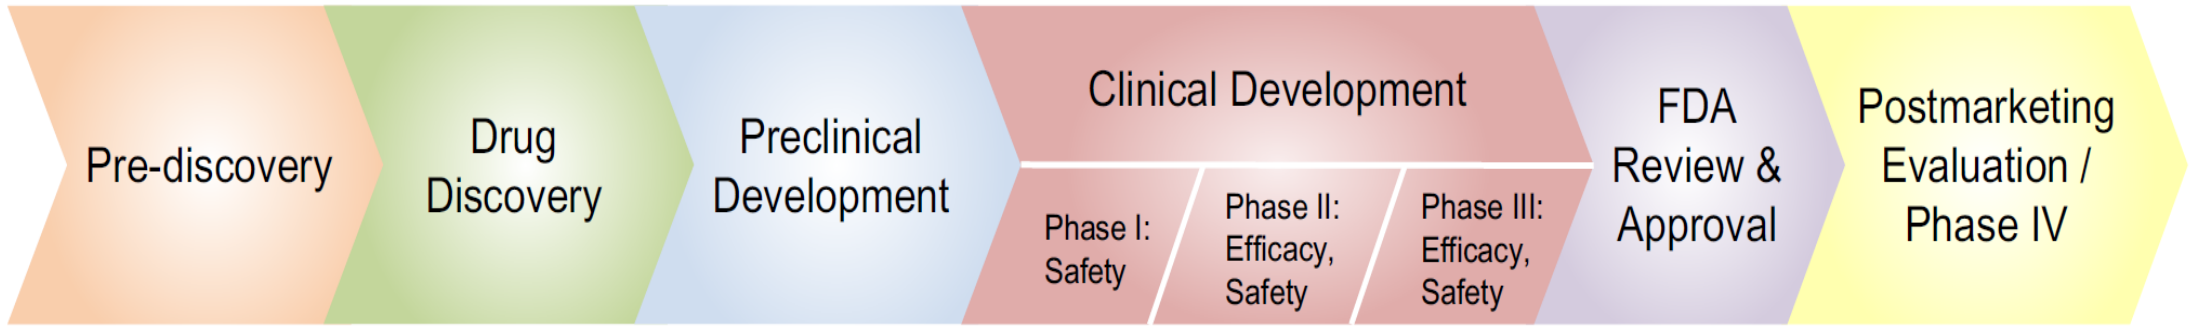 Pre-discovery
Drug
Discovery
Preclinical
Development
Clinical Development
Phase I:
Safety
Phase II:
Efficacy,
Safety
Phase III:
Efficacy,
Safety
FDA
Review &
Approval
Postmarketing
Evaluation /
Phase IV